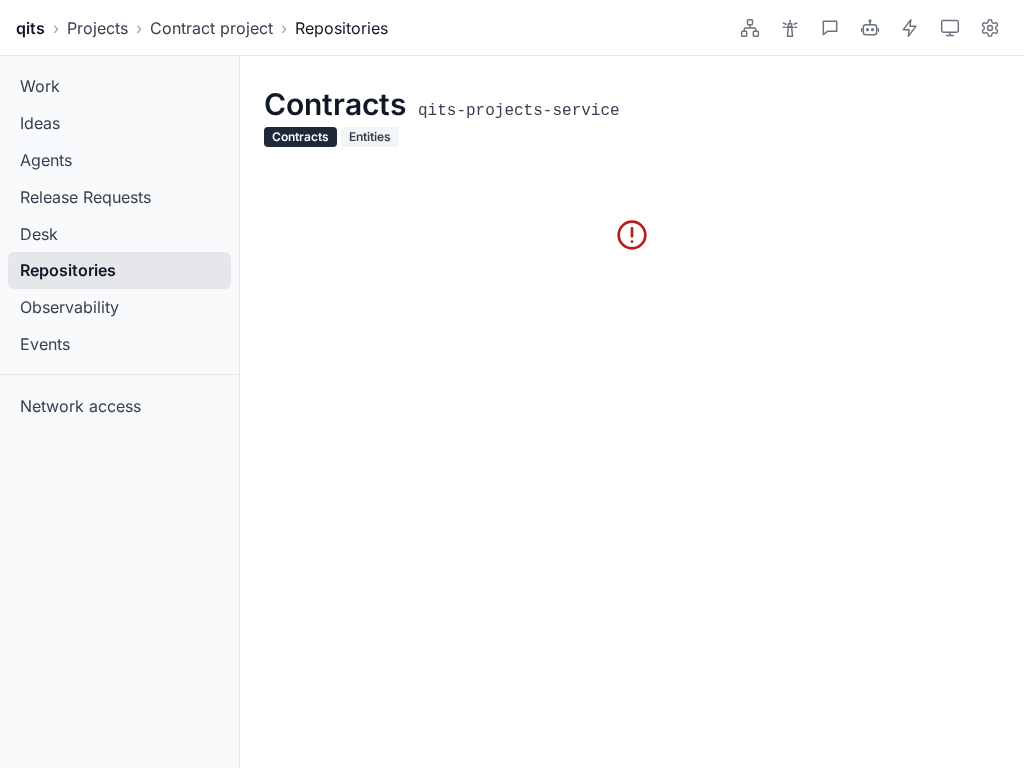 qits › Projects › Contract project › Repositories
Work
Ideas
Agents
Release Requests
Desk
Repositories
Observability
Events
Network access
Contracts qits-projects-service
Contracts Entities